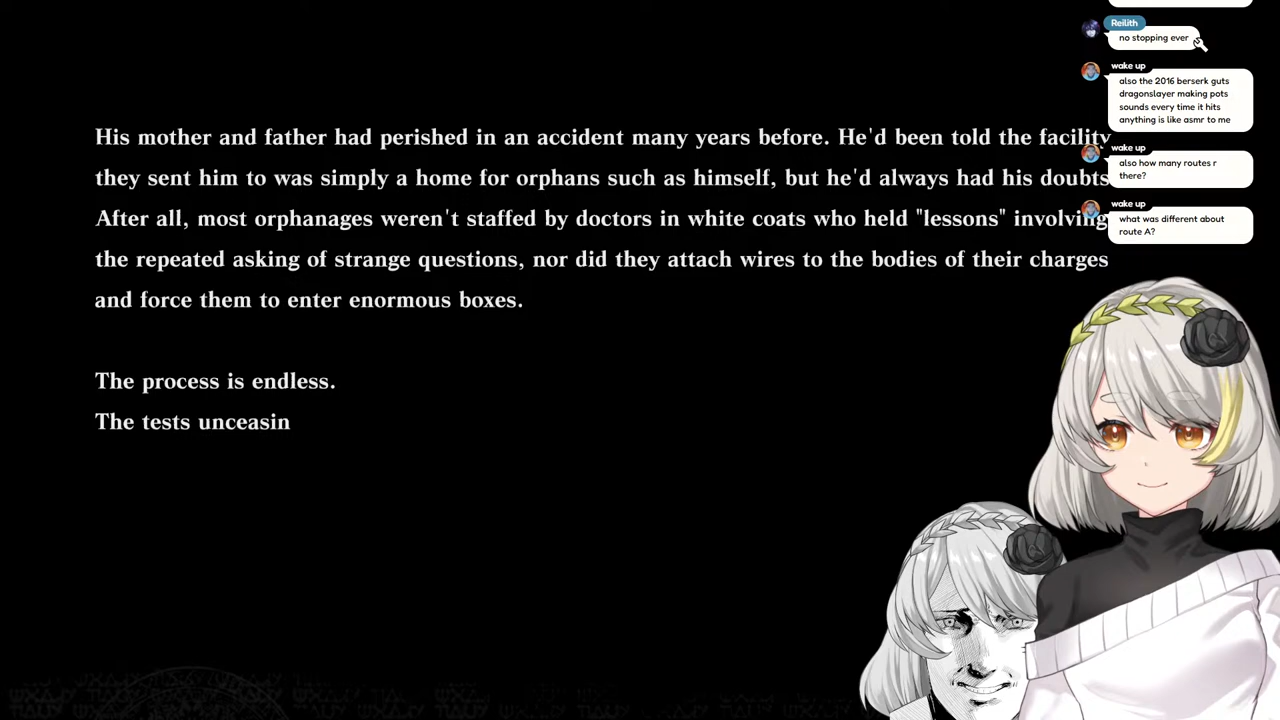 His mother and father had perished in an accident many years before. He'd been told the facility
they sent him to was simply a home for orphans such as himself, but he'd always had his doubts
After all, most orphanages weren't staffed by doctors in white coats who held "lessons" involving
the repeated asking of strange questions, nor did they attach wires to the bodies of their charges
and force them to enter enormous boxes.
The process is endless.
The tests unceasin
Reilith
no stopping ever
wake up
also the 2016 berserk guts
dragonslayer making pots
sounds every time it hits
anything is like asmr to me
wake up
also how many routes r
there?
wake up
what was different about
route A?